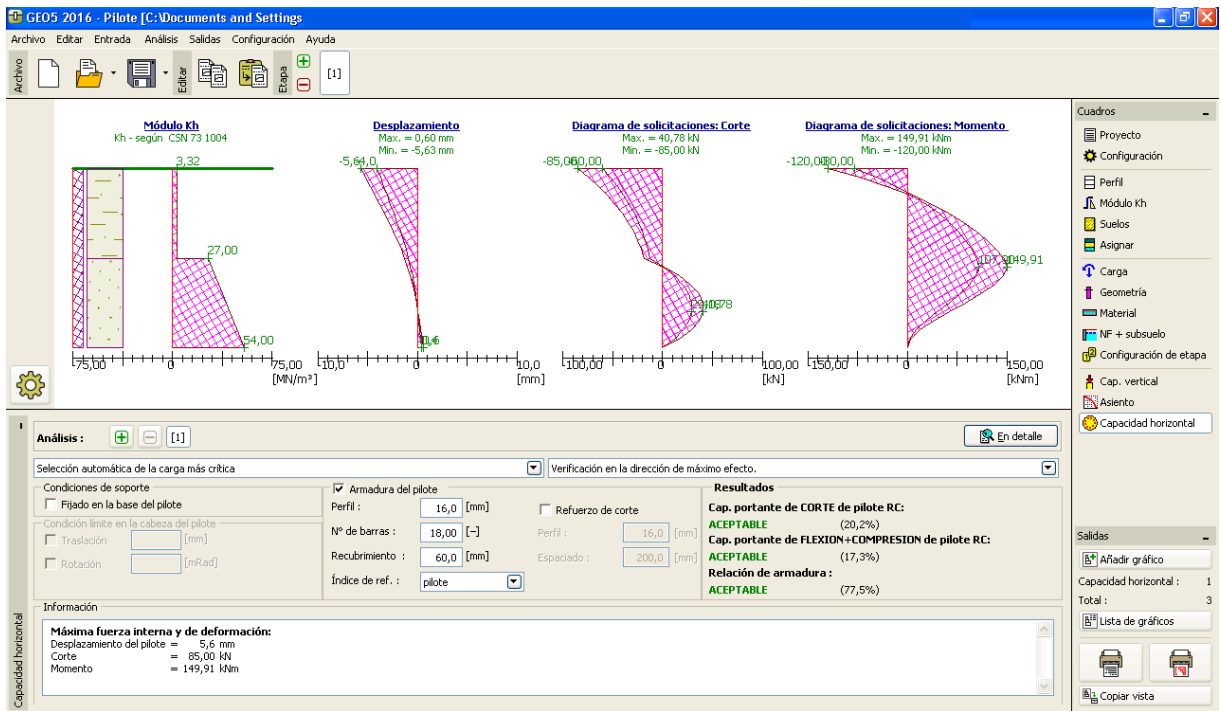 GEO5 2016 - Pilote [C:\Documents and Settings
Archivo Editar Entrada Análisis Salidas Configuración Ayuda
Archivo
Editar
Etapa
[1]
Módulo Kh
Kh - según CSN 73 1004
3,32
27,00
54,00
-75,00 0 75,00
[MN/m³]
Desplazamiento
Max. = 0,60 mm
Min. = -5,63 mm
-10,0 0 10,0
[mm]
Diagrama de solicitaciones: Corte
Max. = 40,78 kN
Min. = -85,00 kN
-100,00 0 100,00
[kN]
Diagrama de solicitaciones: Momento
Max. = 149,91 kNm
Min. = -120,00 kNm
-150,00 0 150,00
[kNm]
Cuadros
Proyecto
Configuración
Perfil
Módulo Kh
Suelos
Asignar
Carga
Geometría
Material
NF + subsuelo
Configuración de etapa
Cap. vertical
Asiento
Capacidad horizontal
Análisis :
[1]
En detalle
Selección automática de la carga más crítica
Verificación en la dirección de máximo efecto.
Condiciones de soporte
Fijado en la base del pilote
Condición límite en la cabeza del pilote
Traslación [mm]
Rotación [mRad]
Armadura del pilote
Perfil : 16,0 [mm]
Nº de barras : 18,00 [–]
Recubrimiento : 60,0 [mm]
Índice de ref. : pilote
Refuerzo de corte
Perfil : 16,0 [mm]
Espaciado : 200,0 [mm]
Resultados
Cap. portante de CORTE de pilote RC:
ACEPTABLE (20,2%)
Cap. portante de FLEXION+COMPRESION de pilote RC:
ACEPTABLE (17,3%)
Relación de armadura :
ACEPTABLE (77,5%)
Información
Máxima fuerza interna y de deformación:
Desplazamiento del pilote = 5,6 mm
Corte = 85,00 kN
Momento = 149,91 kNm
Capacidad horizontal
Salidas
Añadir gráfico
Capacidad horizontal : 1
Total : 3
Lista de gráficos
Copiar vista